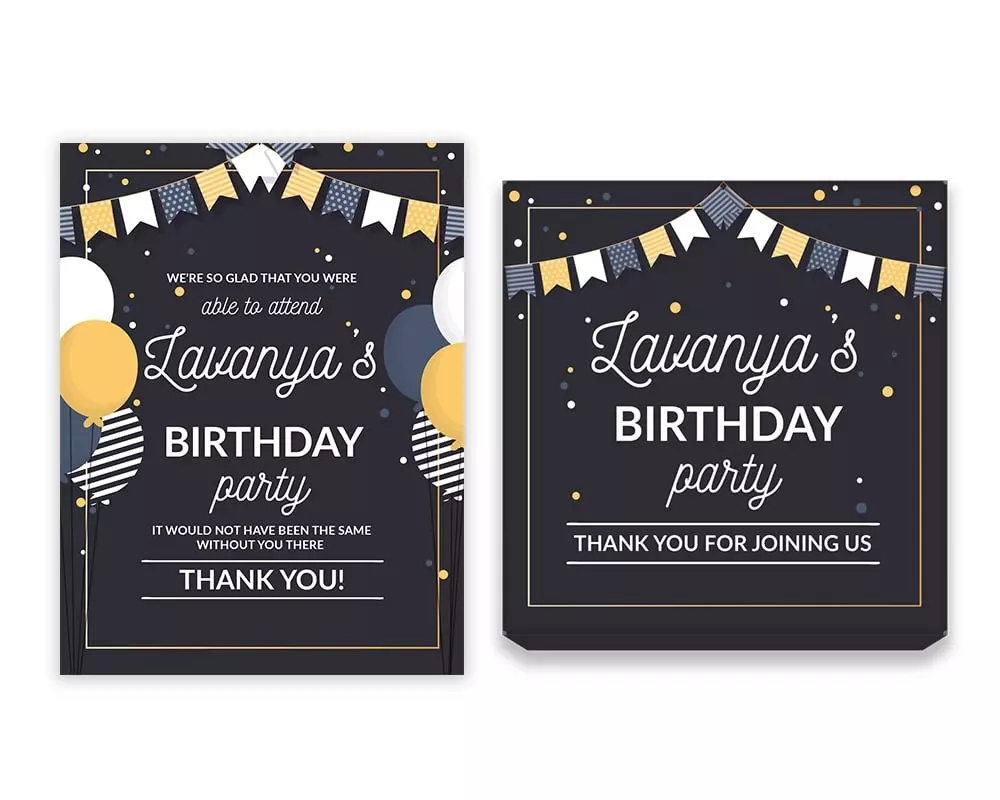 WE'RE SO GLAD THAT YOU WERE
able to attend
Lavanya's
BIRTHDAY
party
IT WOULD NOT HAVE BEEN THE SAME
WITHOUT YOU THERE
THANK YOU!
Lavanya's
BIRTHDAY
party
THANK YOU FOR JOINING US